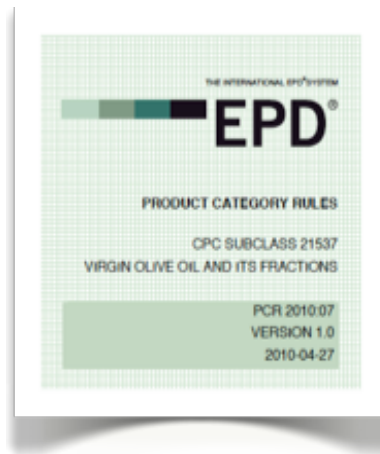 THE INTERNATIONAL EPD®SYSTEM
EPD®
PRODUCT CATEGORY RULES
CPC SUBCLASS 21537
VIRGIN OLIVE OIL AND ITS FRACTIONS
PCR 2010:07
VERSION 1.0
2010-04-27